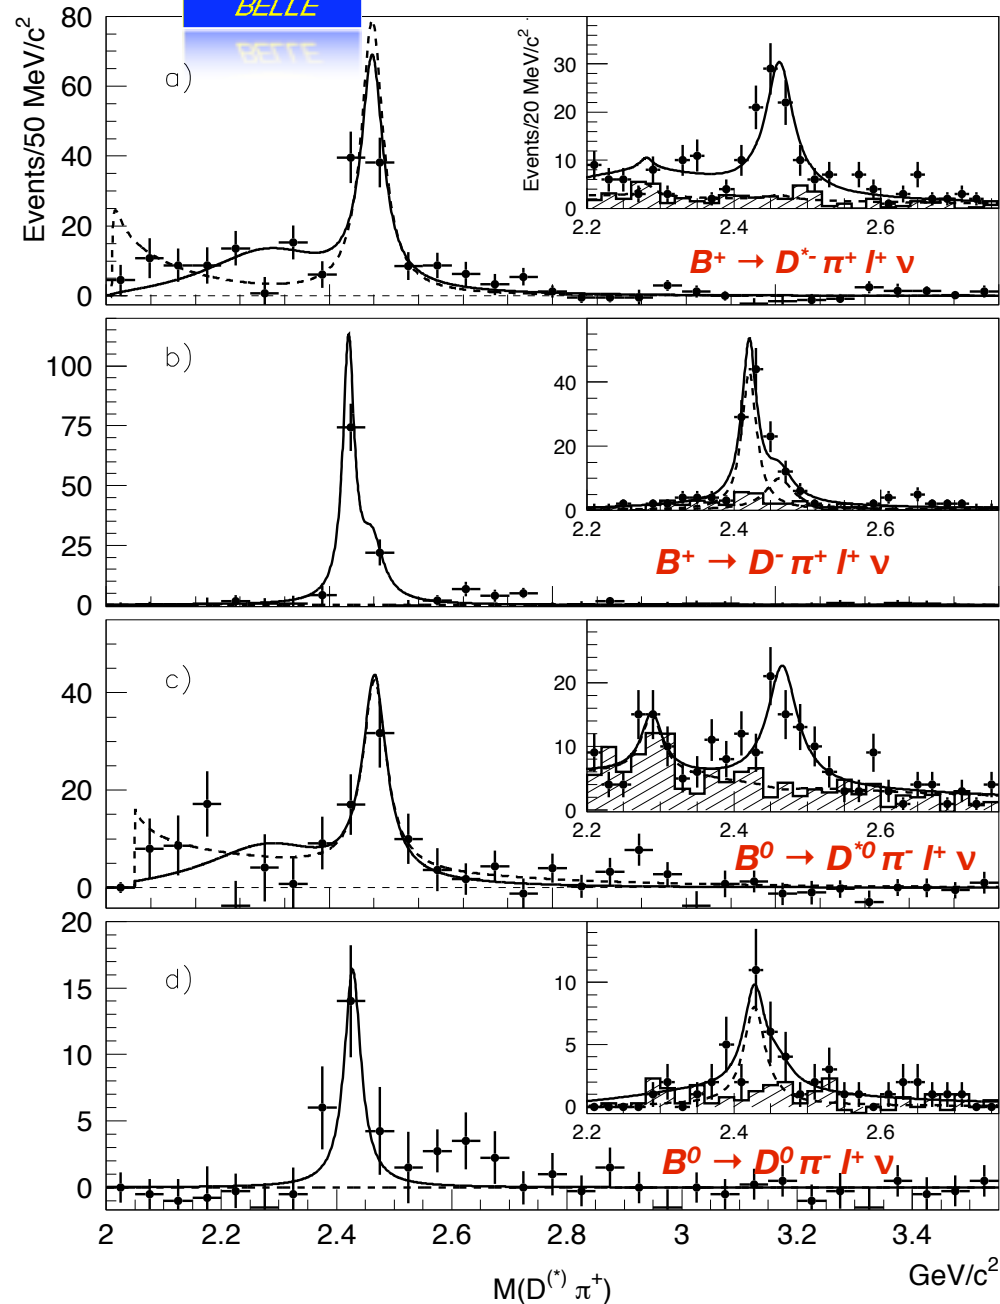 BELLE
80
60
40
20
0
Events/50 MeV/c²
a)
Events/20 MeV/c²
30
20
10
0
2.2 2.4 2.6
B⁺ → D*⁻ π⁺ l⁺ ν
100
75
50
25
0
b)
40
20
0
2.2 2.4 2.6
B⁺ → D⁻ π⁺ l⁺ ν
40
20
0
c)
20
10
0
2.2 2.4 2.6
B⁰ → D*⁰ π⁻ l⁺ ν
20
15
10
5
0
d)
10
5
0
2.2 2.4 2.6
B⁰ → D⁰ π⁻ l⁺ ν
2 2.2 2.4 2.6 2.8 3 3.2 3.4
M(D⁽*⁾ π⁺)
GeV/c²